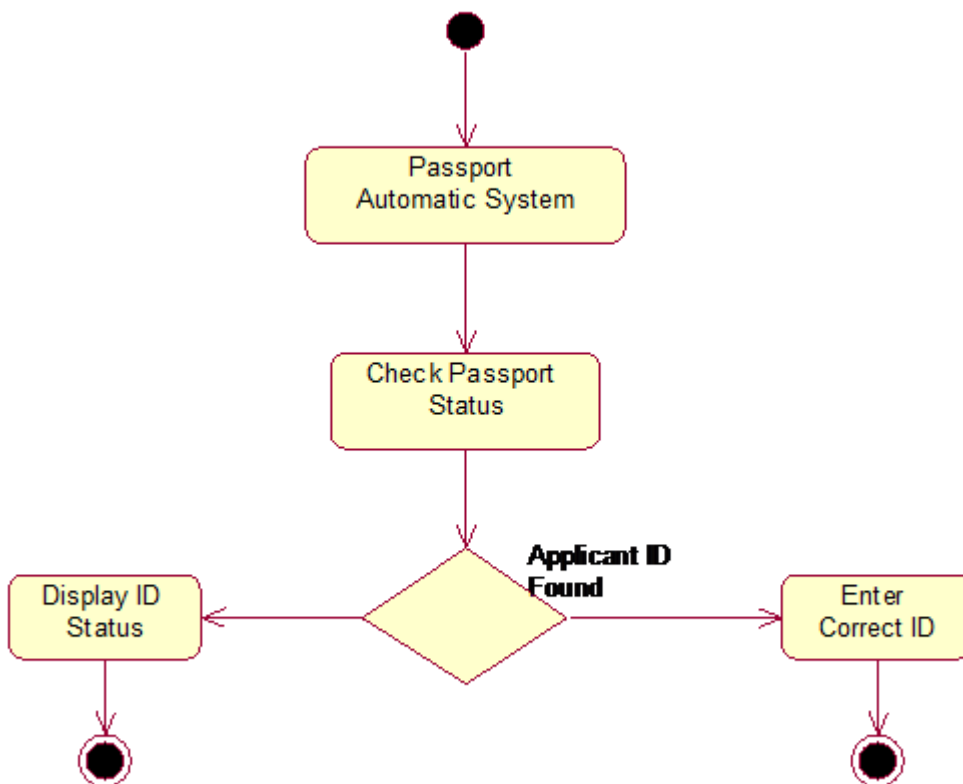 Passport
Automatic System
Check Passport
Status
Applicant ID
Found
Display ID
Status
Enter
Correct ID